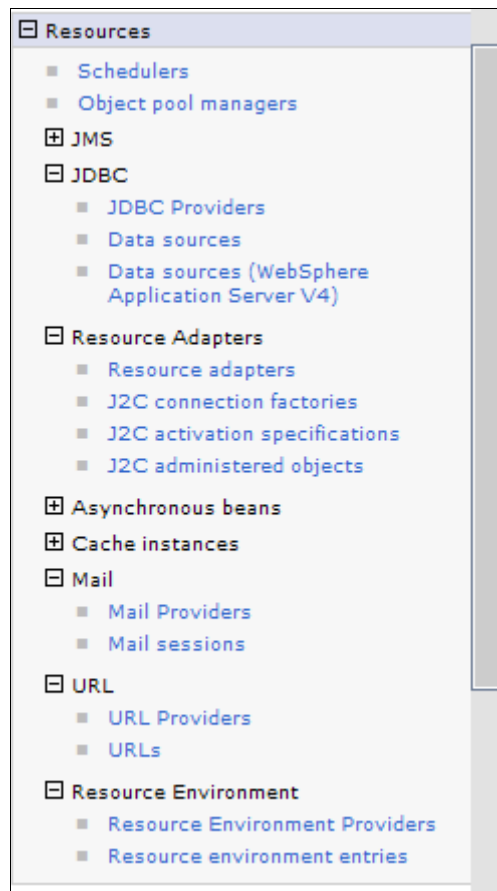 Resources
Schedulers
Object pool managers
JMS
JDBC
JDBC Providers
Data sources
Data sources (WebSphere
Application Server V4)
Resource Adapters
Resource adapters
J2C connection factories
J2C activation specifications
J2C administered objects
Asynchronous beans
Cache instances
Mail
Mail Providers
Mail sessions
URL
URL Providers
URLs
Resource Environment
Resource Environment Providers
Resource environment entries